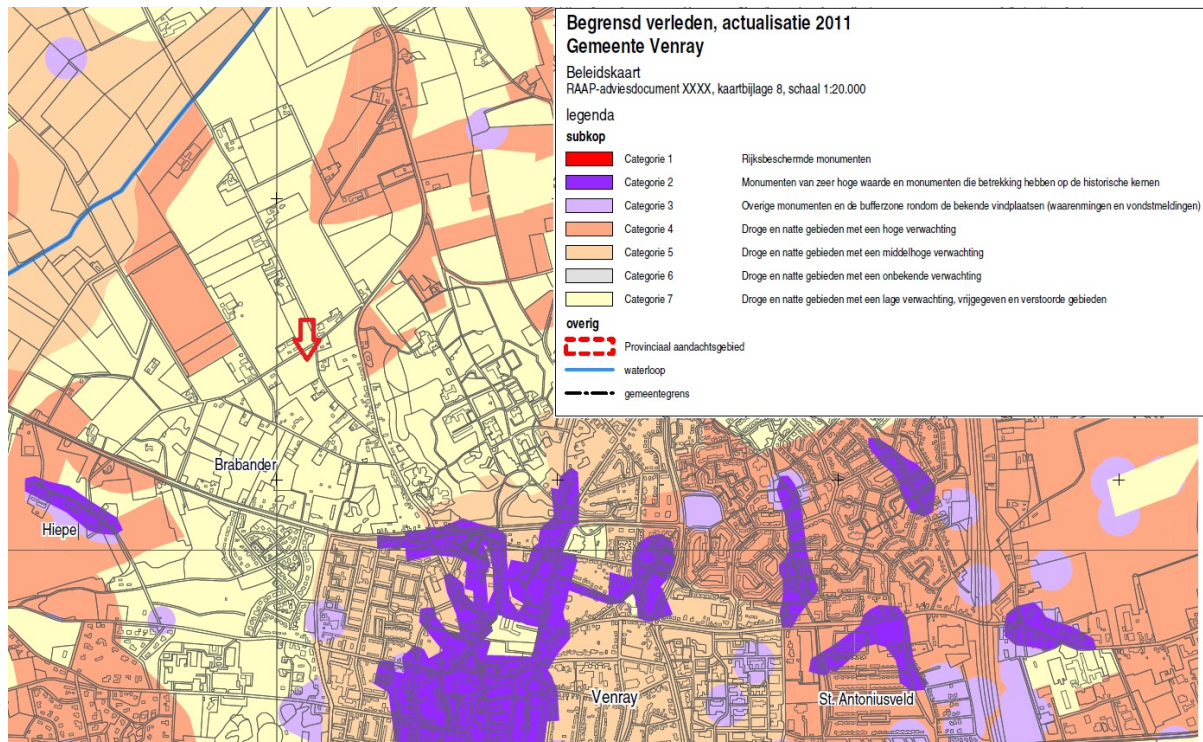 Begrensd verleden, actualisatie 2011
Gemeente Venray
Beleidskaart
RAAP-adviesdocument XXXX, kaartbijlage 8, schaal 1:20.000
legenda
subkop
Categorie 1 Rijksbeschermde monumenten
Categorie 2 Monumenten van zeer hoge waarde en monumenten die betrekking hebben op de historische kernen
Categorie 3 Overige monumenten en de bufferzone rondom de bekende vindplaatsen (waarenmingen en vondstmeldingen)
Categorie 4 Droge en natte gebieden met een hoge verwachting
Categorie 5 Droge en natte gebieden met een middelhoge verwachting
Categorie 6 Droge en natte gebieden met een onbekende verwachting
Categorie 7 Droge en natte gebieden met een lage verwachting, vrijgegeven en verstoorde gebieden
overig
Provinciaal aandachtsgebied
waterloop
gemeentegrens
Brabander
Hiepel
Venray
St. Antoniusveld